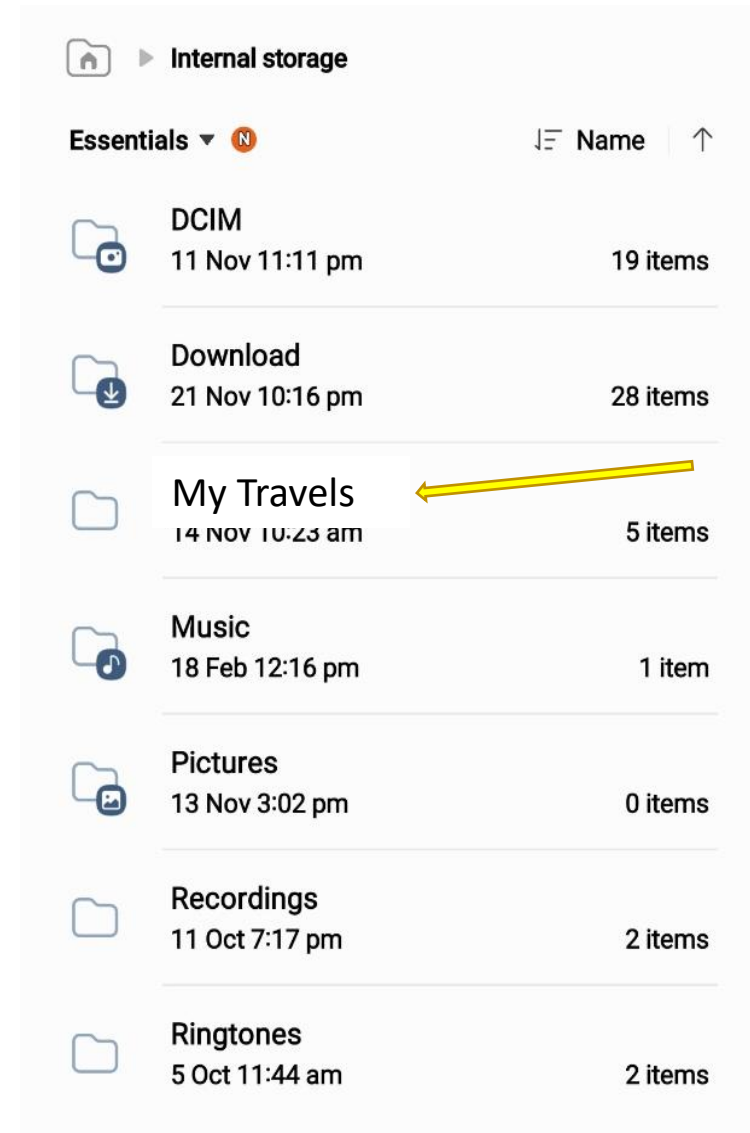 Internal storage
Essentials N Name
DCIM
11 Nov 11:11 pm 19 items
Download
21 Nov 10:16 pm 28 items
My Travels
14 Nov 10:23 am 5 items
Music
18 Feb 12:16 pm 1 item
Pictures
13 Nov 3:02 pm 0 items
Recordings
11 Oct 7:17 pm 2 items
Ringtones
5 Oct 11:44 am 2 items